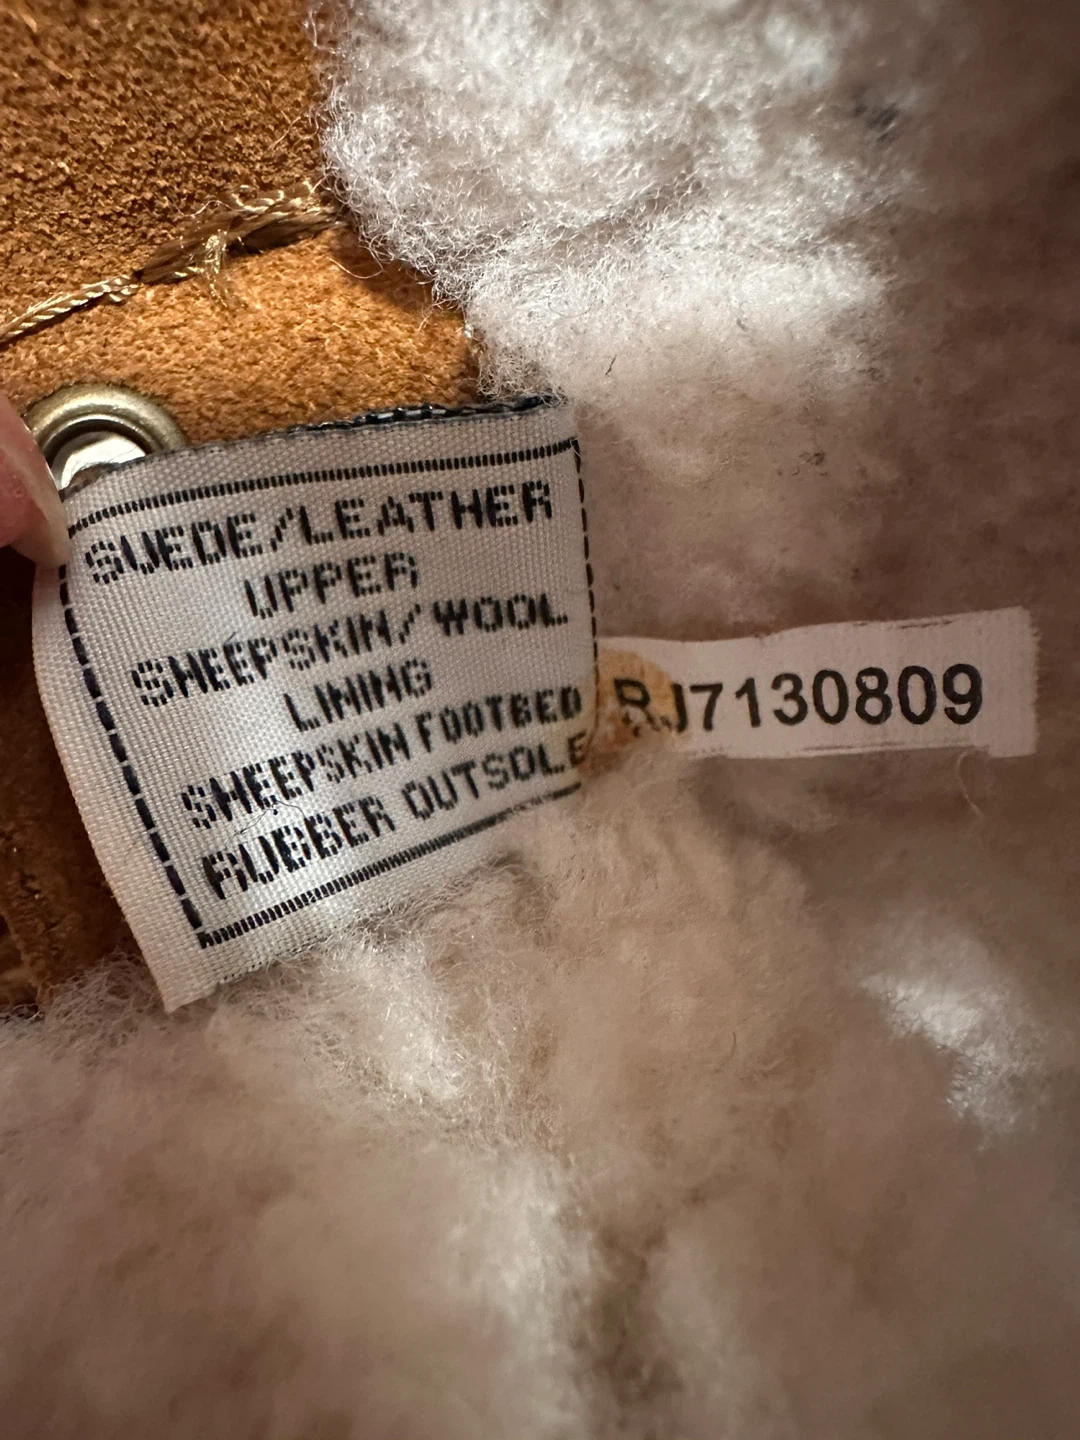 SUEDE/LEATHER
UPPER
SHEEPSKIN/WOOL
LINING
SHEEPSKIN FOOTBED
RUBBER OUTSOLE
RJ7130809